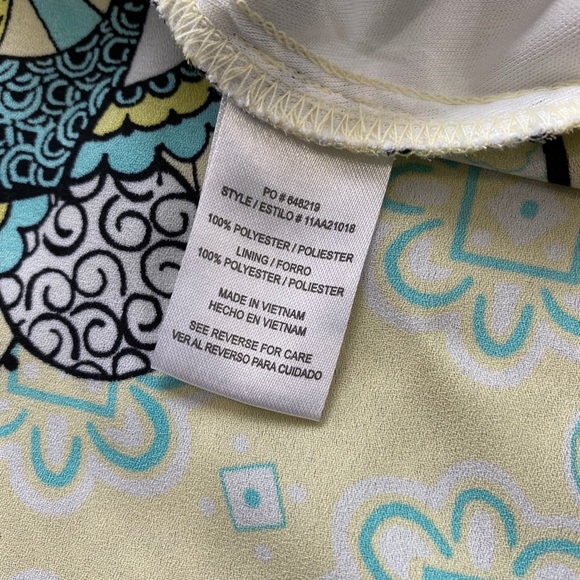 PO # 648219
STYLE / ESTILO # 11AA21018
100% POLYESTER / POLIESTER
LINING / FORRO
100% POLYESTER / POLIESTER
MADE IN VIETNAM
HECHO EN VIETNAM
SEE REVERSE FOR CARE
VER AL REVERSO PARA CUIDADO